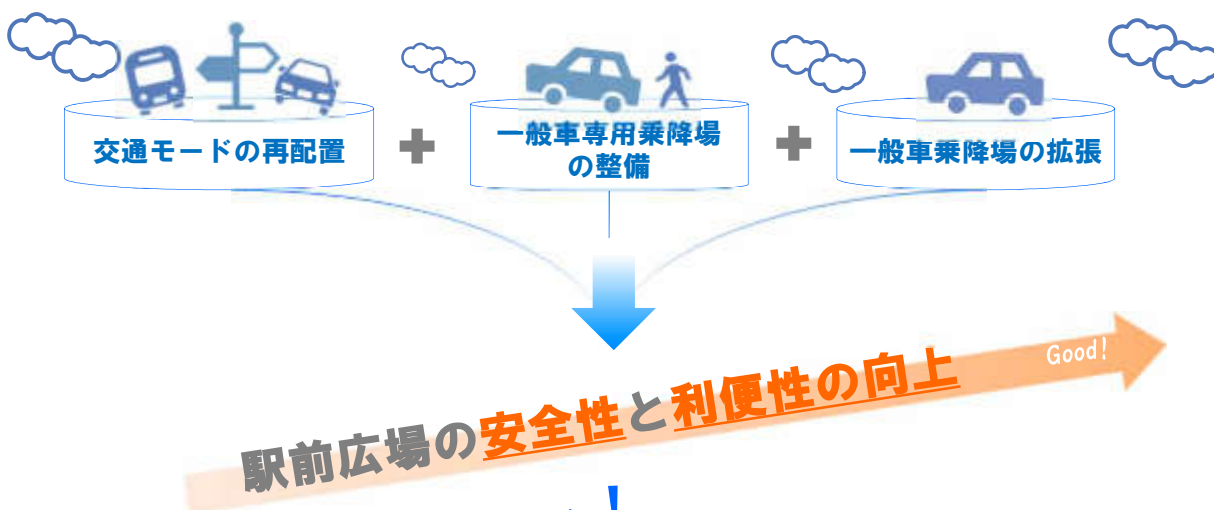 交通モードの再配置
+
一般車専用乗降場
の整備
+
一般車乗降場の拡張
Good!
駅前広場の安全性と利便性の向上
!